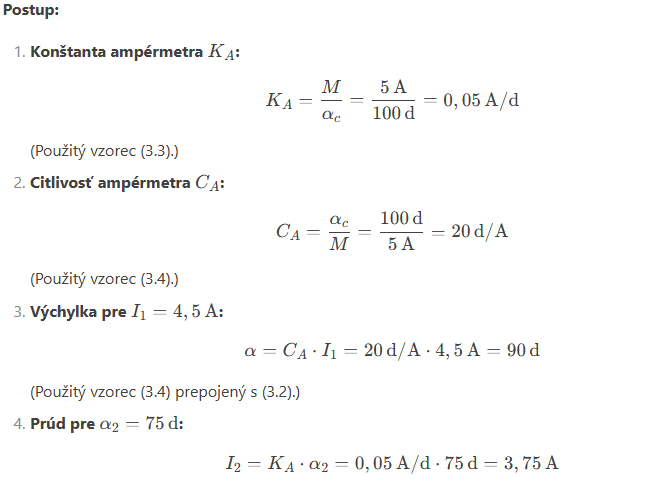 Postup:
1. Konštanta ampérmetra K_A:
K_A = M/α_c = 5 A/100 d = 0,05 A/d
(Použitý vzorec (3.3).)
2. Citlivosť ampérmetra C_A:
C_A = α_c/M = 100 d/5 A = 20 d/A
(Použitý vzorec (3.4).)
3. Výchylka pre I_1 = 4,5 A:
α = C_A · I_1 = 20 d/A · 4,5 A = 90 d
(Použitý vzorec (3.4) prepojený s (3.2).)
4. Prúd pre α_2 = 75 d:
I_2 = K_A · α_2 = 0,05 A/d · 75 d = 3,75 A